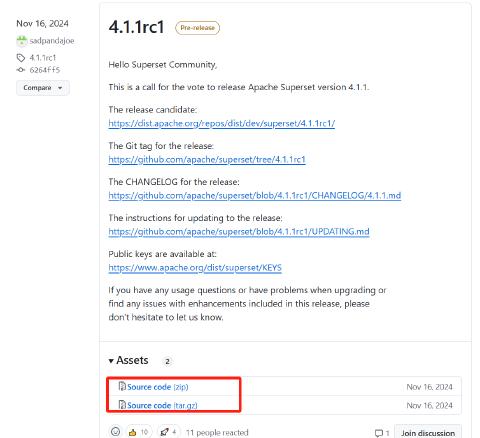 Nov 16, 2024
sadpandajoe
4.1.1rc1
6264ff5
Compare
4.1.1rc1 Pre-release
Hello Superset Community,
This is a call for the vote to release Apache Superset version 4.1.1.
The release candidate:
https://dist.apache.org/repos/dist/dev/superset/4.1.1rc1/
The Git tag for the release:
https://github.com/apache/superset/tree/4.1.1rc1
The CHANGELOG for the release:
https://github.com/apache/superset/blob/4.1.1rc1/CHANGELOG/4.1.1.md
The instructions for updating to the release:
https://github.com/apache/superset/blob/4.1.1rc1/UPDATING.md
Public keys are available at:
https://www.apache.org/dist/superset/KEYS
If you have any usage questions or have problems when upgrading or
find any issues with enhancements included in this release, please
don't hesitate to let us know.
Assets 2
Source code (zip) Nov 16, 2024
Source code (tar.gz) Nov 16, 2024
10 4 11 people reacted 1 Join discussion